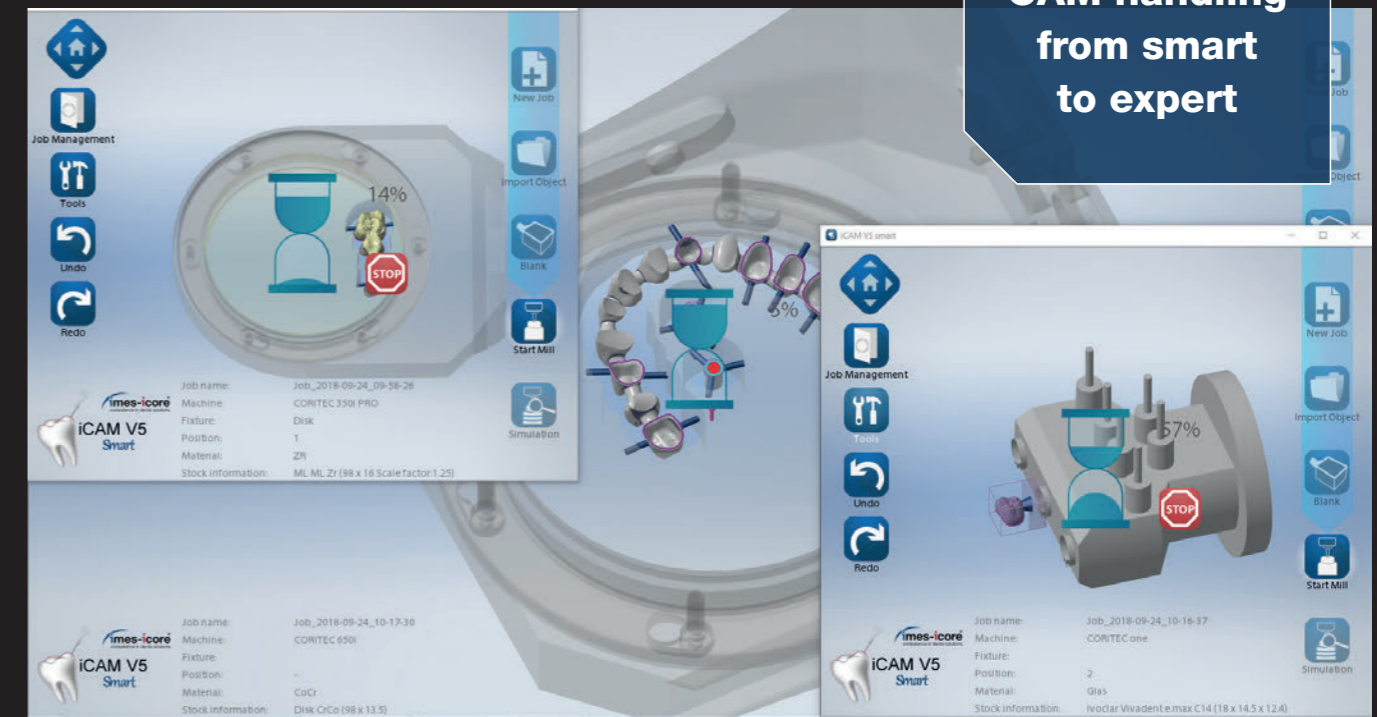 CAM handling
from smart
to expert
New Job
Job Management
14%
Import Object
Tools
STOP
Undo
Blank
Redo
Start Mill
Job name: Job_2018-09-24_09-58-26
imes-icore
Machine: CORITEC 350i PRO
Fixture: Disk
iCAM V5
Smart
Position: 1
Simulation
Material: ZR
Stock information: ML ML Zr (98 x 16 Scale factor:1.25)
5%
Job
Object
iCAM V5 smart
New Job
Job Management
Import Object
Tools
57%
STOP
Undo
Blank
Redo
Start Mill
Job name: Job_2018-09-24_10-16-37
imes-icore
Machine: CORITEC one
Fixture:
iCAM V5
Smart
Position: 2
Simulation
Material: Glas
Stock information: Ivoclar Vivadent e.max C14 (18 x 14.5 x 12.4)
Job name: Job_2018-09-24_10-17-30
imes-icore
Machine: CORITEC 650i
Fixture:
iCAM V5
Smart
Position: -
Material: CoCr
Stock information: Disk CrCo (98 x 13.5)